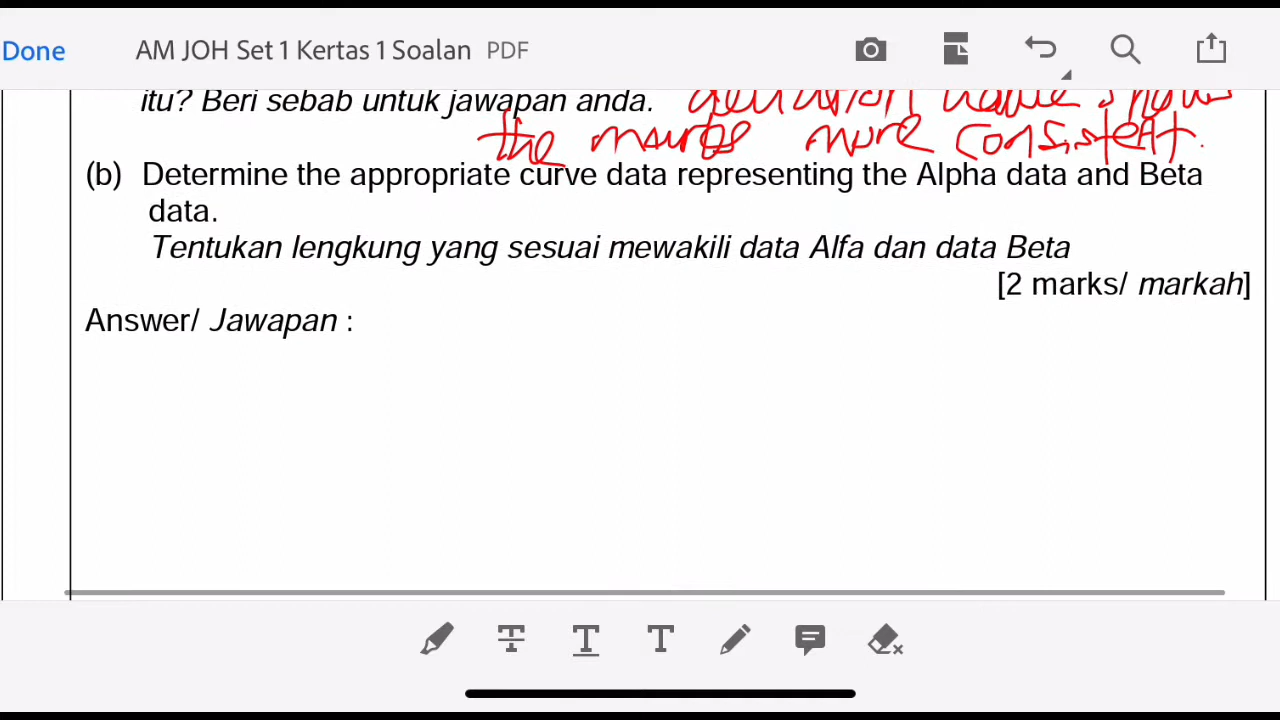 Done AM JOH Set 1 Kertas 1 Soalan PDF
itu? Beri sebab untuk jawapan anda.
the more consistent.
(b) Determine the appropriate curve data representing the Alpha data and Beta
data.
Tentukan lengkung yang sesuai mewakili data Alfa dan data Beta
[2 marks/ markah]
Answer/ Jawapan :